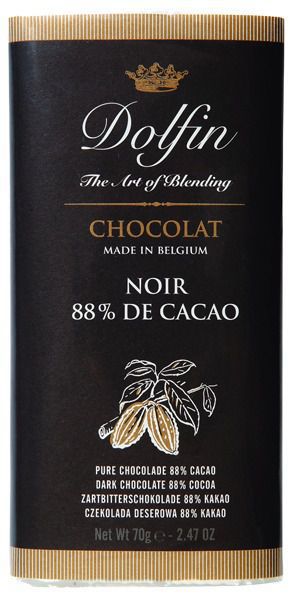 Dolfin
The Art of Blending
CHOCOLAT
MADE IN BELGIUM
NOIR
88% DE CACAO
PURE CHOCOLADE 88% CACAO
DARK CHOCOLATE 88% COCOA
ZARTBITTERSCHOKOLADE 88% KAKAO
CZEKOLADA DESEROWA 88% KAKAO
Net Wt 70g - 2.47 OZ